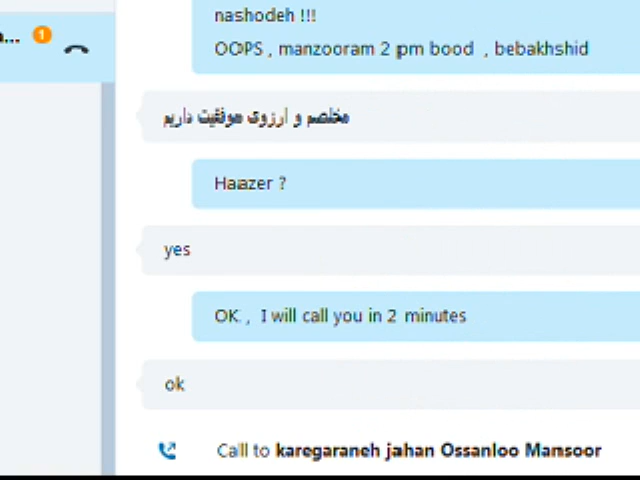 nashodeh !!!
a... 1
OOPS , manzooram 2 pm bood , bebakhshid
مخلصم و ارزوی موفقیت داریم
Haazer ?
yes
OK , I will call you in 2 minutes
ok
Call to karegaraneh jahan Ossanloo Mansoor